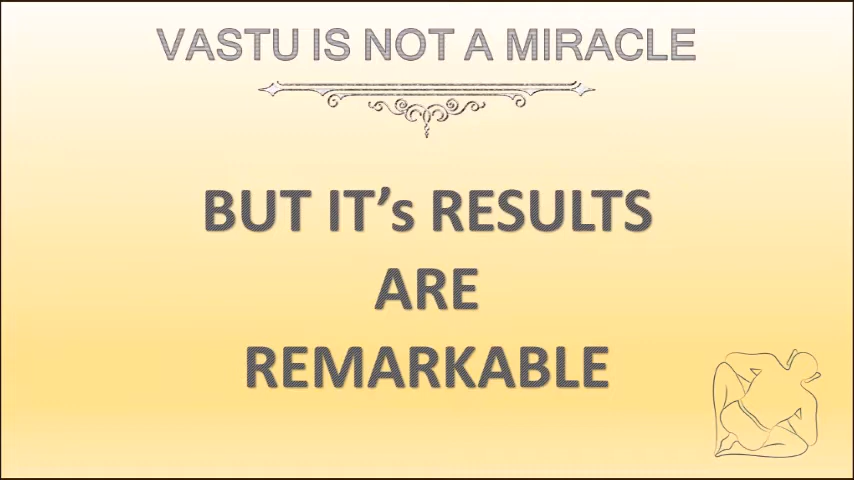 VASTU IS NOT A MIRACLE
BUT IT’s RESULTS
ARE
REMARKABLE